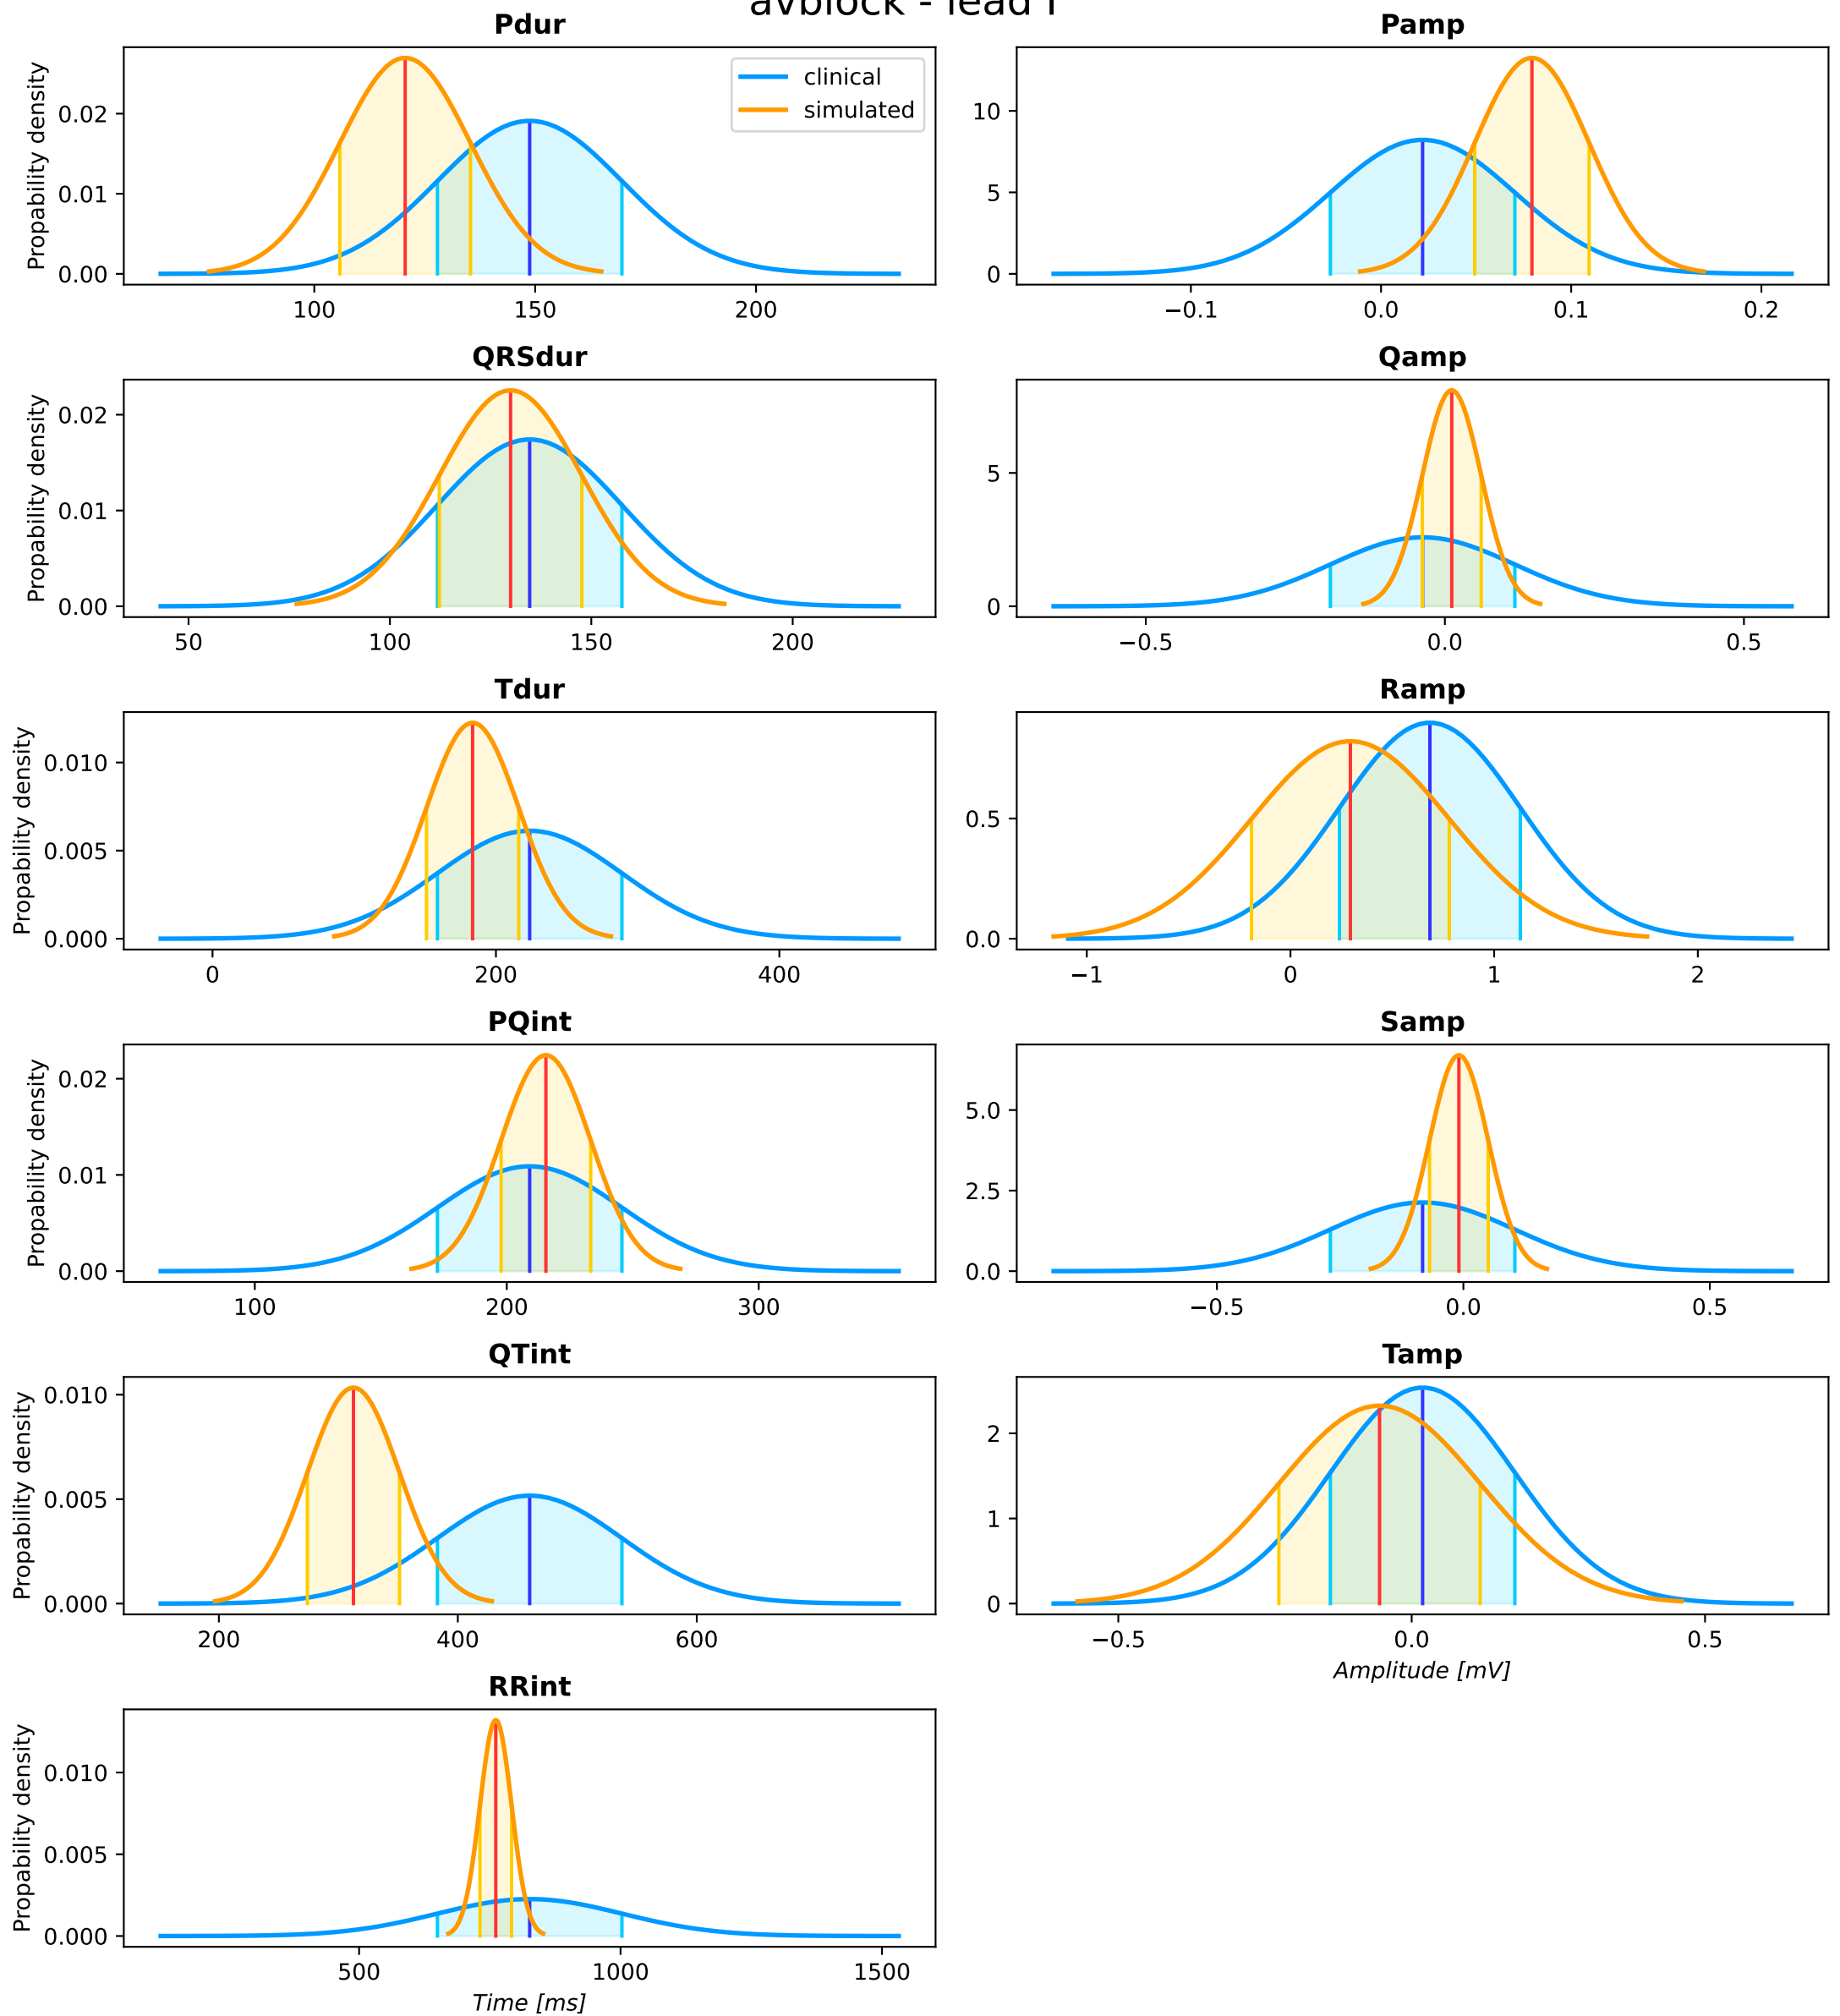 avblock - lead I
Pdur
Propability density
0.02
0.01
0.00
100 150 200
clinical
simulated
Pamp
10
5
0
−0.1 0.0 0.1 0.2
QRSdur
Propability density
0.02
0.01
0.00
50 100 150 200
Qamp
5
0
−0.5 0.0 0.5
Tdur
Propability density
0.010
0.005
0.000
0 200 400
Ramp
0.5
0.0
−1 0 1 2
PQint
Propability density
0.02
0.01
0.00
100 200 300
Samp
5.0
2.5
0.0
−0.5 0.0 0.5
QTint
Propability density
0.010
0.005
0.000
200 400 600
Tamp
2
1
0
−0.5 0.0 0.5
Amplitude [mV]
RRint
Propability density
0.010
0.005
0.000
500 1000 1500
Time [ms]